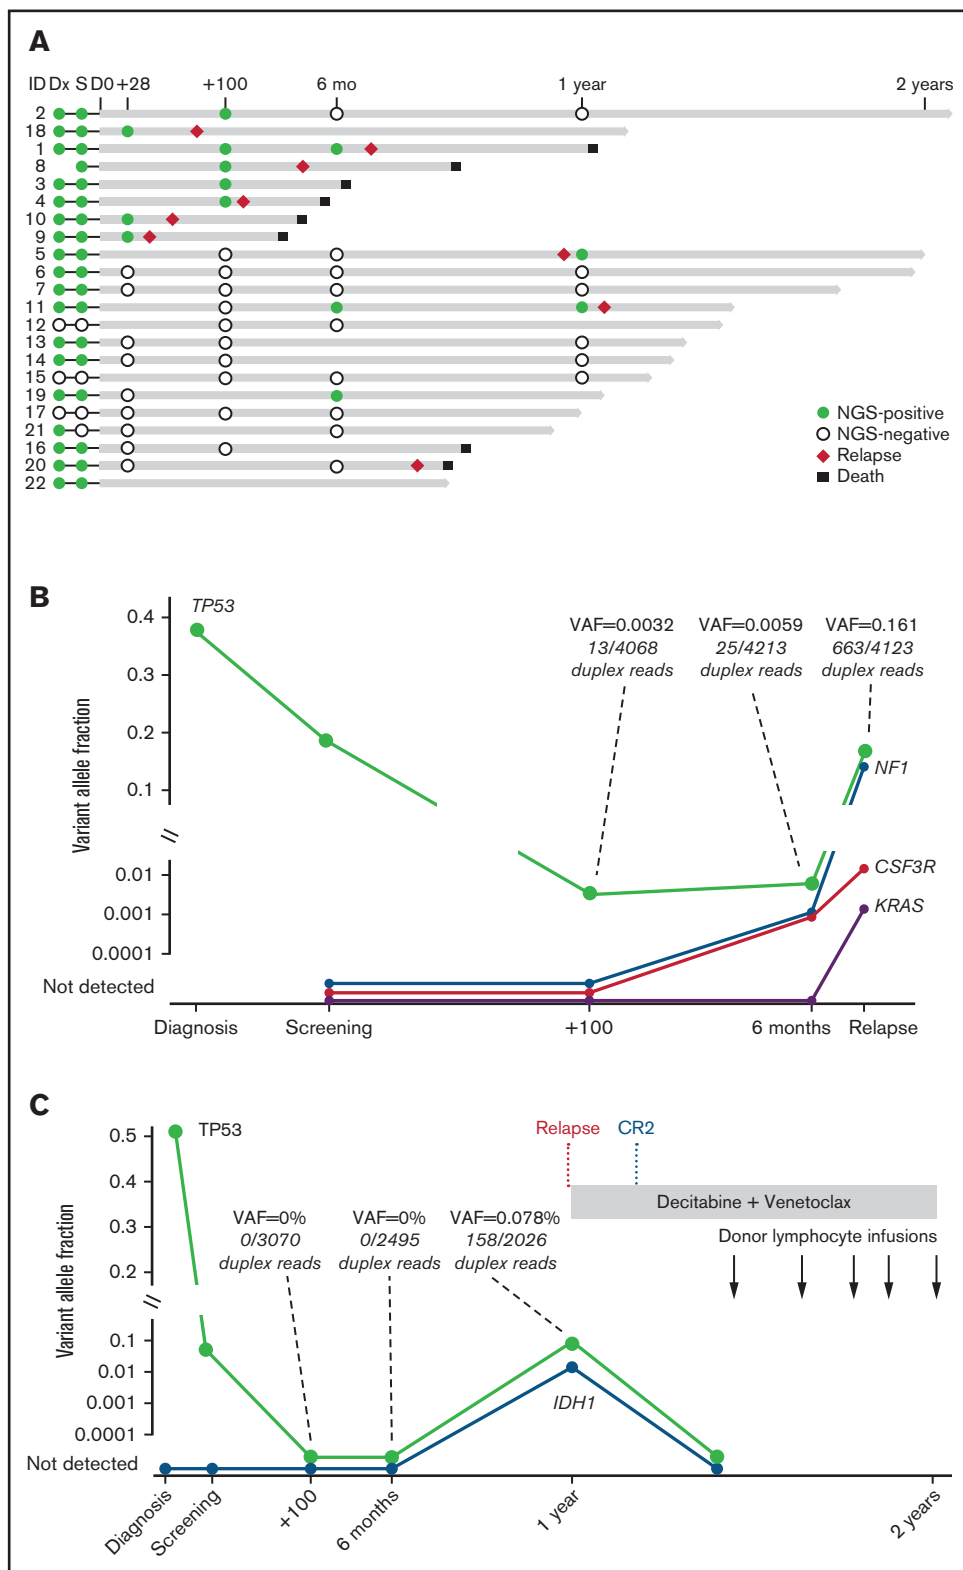 A
ID Dx S D0 +28 +100 6 mo 1 year 2 years
2
18
1
8
3
4
10
9
5
6
7
11
12
13
14
15
19
17
21
16
20
22
NGS-positive
NGS-negative
Relapse
Death
B
Variant allele fraction
0.4
0.3
0.2
0.1
0.01
0.001
0.0001
Not detected
TP53
VAF=0.0032
13/4068
duplex reads
VAF=0.0059
25/4213
duplex reads
VAF=0.161
663/4123
duplex reads
NF1
CSF3R
KRAS
Diagnosis Screening +100 6 months Relapse
C
Variant allele fraction
0.5
0.4
0.3
0.2
0.1
0.01
0.001
0.0001
Not detected
TP53
VAF=0%
0/3070
duplex reads
VAF=0%
0/2495
duplex reads
VAF=0.078%
158/2026
duplex reads
Relapse CR2
Decitabine + Venetoclax
Donor lymphocyte infusions
IDH1
Diagnosis
Screening
+100
6 months
1 year
2 years